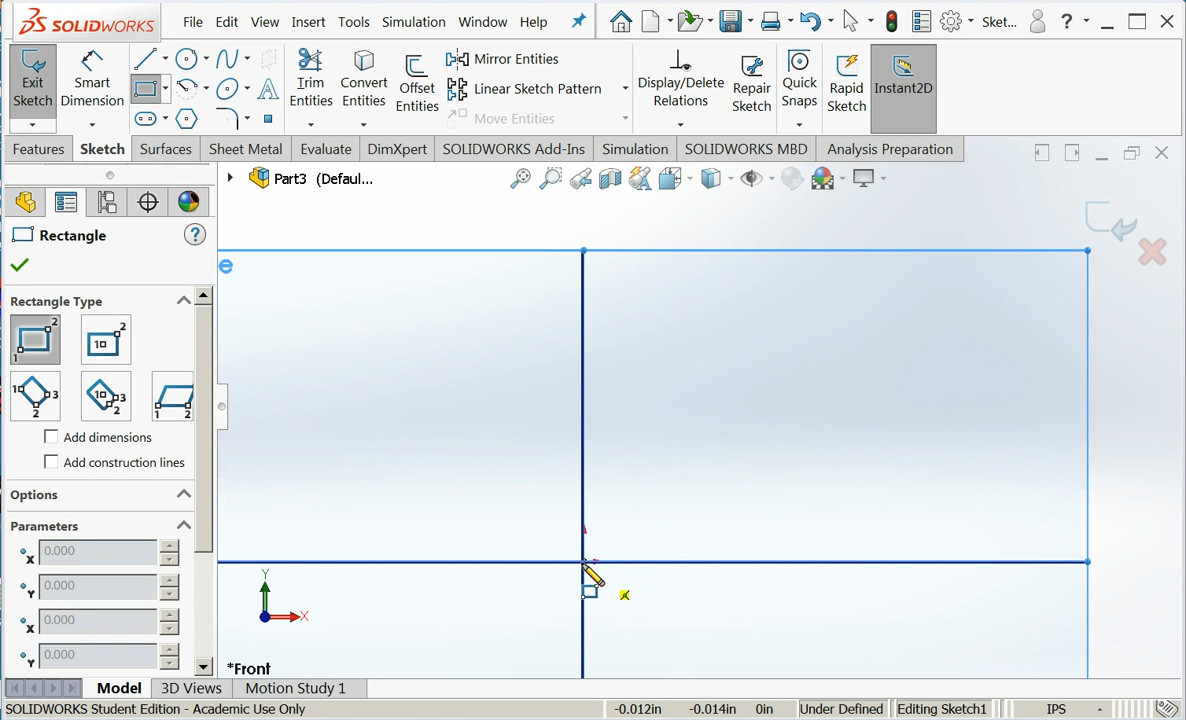 SOLIDWORKS File Edit View Insert Tools Simulation Window Help Sket... ?
Exit Sketch
Smart Dimension
Trim Entities
Convert Entities
Offset Entities
Mirror Entities
Linear Sketch Pattern
Move Entities
Display/Delete Relations
Repair Sketch
Quick Snaps
Rapid Sketch
Instant2D
Features Sketch Surfaces Sheet Metal Evaluate DimXpert SOLIDWORKS Add-Ins Simulation SOLIDWORKS MBD Analysis Preparation
Part3 (Defaul...
Rectangle ?
Rectangle Type
Add dimensions
Add construction lines
Options
Parameters
X 0.000
Y 0.000
X 0.000
Y 0.000
Y
X
*Front
Model 3D Views Motion Study 1
SOLIDWORKS Student Edition - Academic Use Only -0.012in -0.014in 0in Under Defined Editing Sketch1 IPS